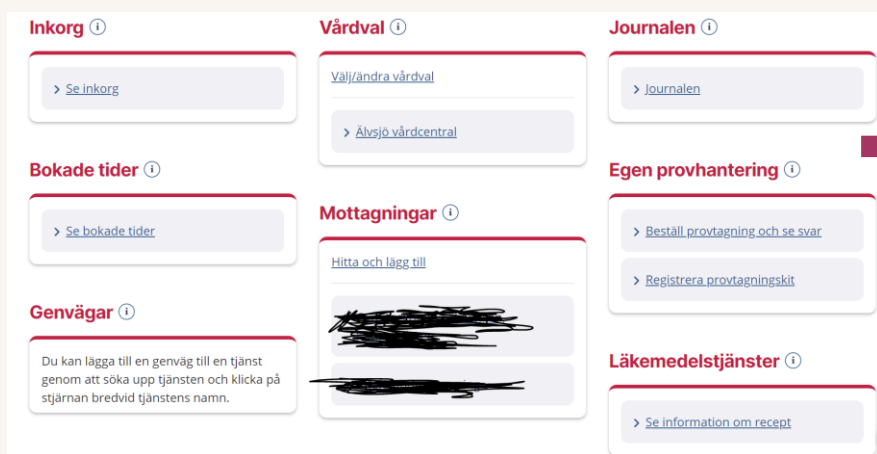 Inkorg
Se inkorg
Bokade tider
Se bokade tider
Genvägar
Du kan lägga till en genväg till en tjänst
genom att söka upp tjänsten och klicka på
stjärnan bredvid tjänstens namn.
Vårdval
Välj/ändra vårdval
Älvsjö vårdcentral
Mottagningar
Hitta och lägg till
Journalen
Journalen
Egen provhantering
Beställ provtagning och se svar
Registrera provtagningskit
Läkemedelstjänster
Se information om recept